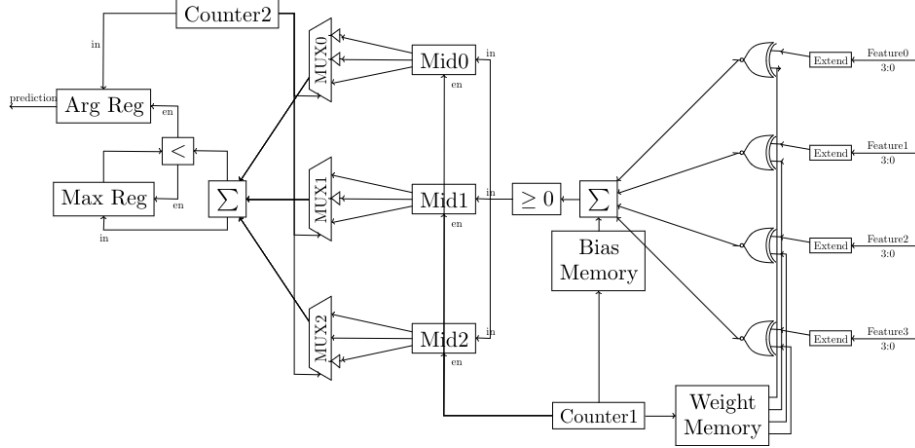 Counter2
in
prediction
Arg Reg
en
<
Max Reg
en
in
Σ
MUX0
MUX1
MUX2
Mid0
in
en
Mid1
in
en
Mid2
in
en
≥ 0
Σ
Bias
Memory
Counter1
Weight
Memory
Extend
Feature0
3:0
Extend
Feature1
3:0
Extend
Feature2
3:0
Extend
Feature3
3:0